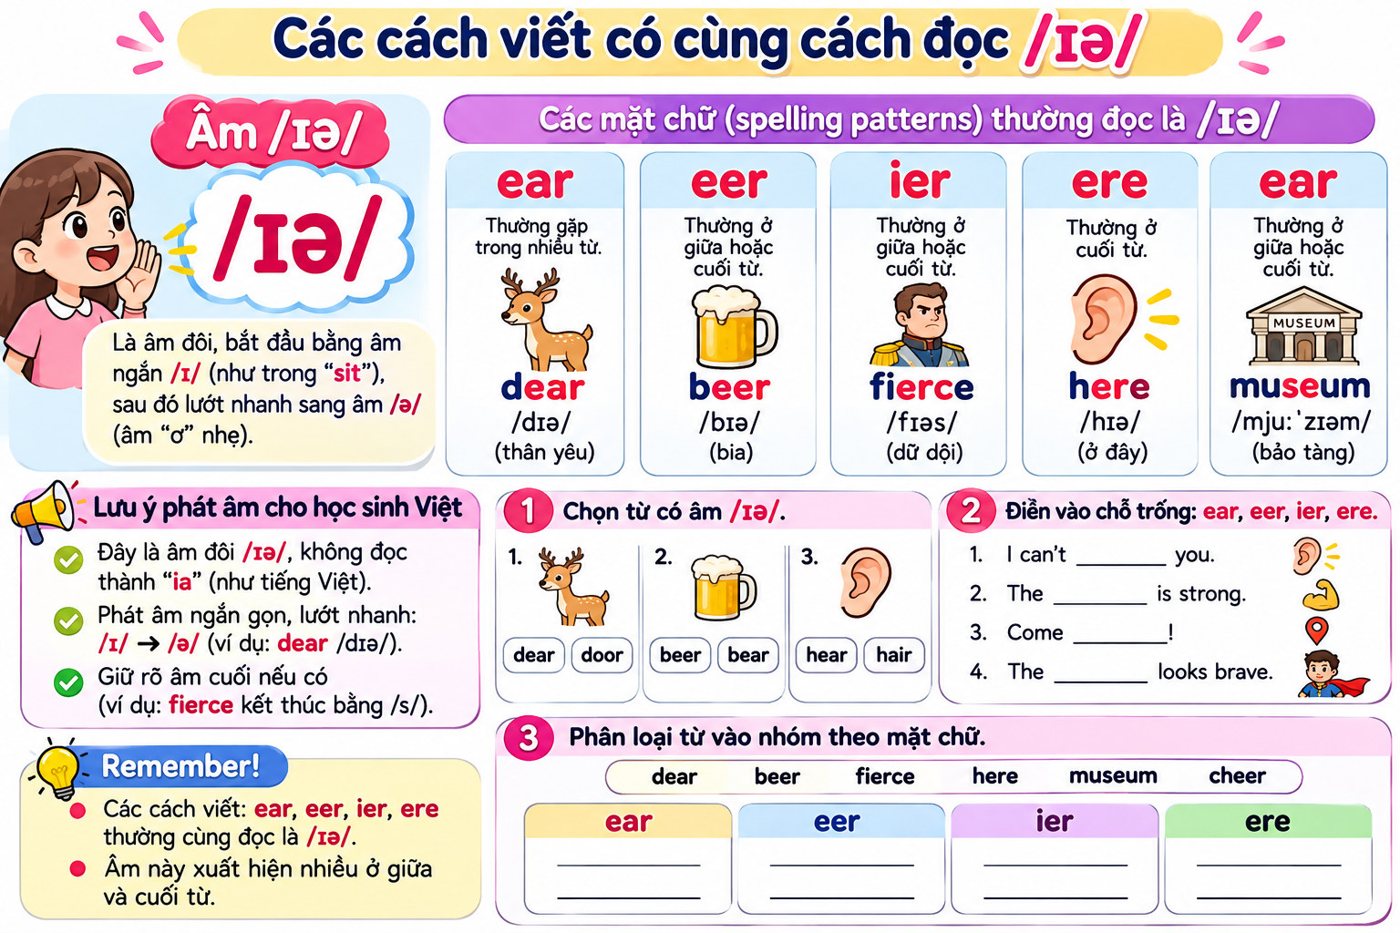 Các cách viết có cùng cách đọc /ɪə/
Âm /ɪə/
/ɪə/
Là âm đôi, bắt đầu bằng âm
ngắn /ɪ/ (như trong “sit”),
sau đó lướt nhanh sang âm /ə/
(âm “ơ” nhẹ).
Các mặt chữ (spelling patterns) thường đọc là /ɪə/
ear
Thường gặp
trong nhiều từ.
dear
/dɪə/
(thân yêu)
eer
Thường ở
giữa hoặc
cuối từ.
beer
/bɪə/
(bia)
ier
Thường ở
giữa hoặc
cuối từ.
fierce
/fɪəs/
(dữ dội)
ere
Thường ở
cuối từ.
here
/hɪə/
(ở đây)
ear
Thường ở
giữa hoặc
cuối từ.
MUSEUM
museum
/mju:ˈzɪəm/
(bảo tàng)
Lưu ý phát âm cho học sinh Việt
Đây là âm đôi /ɪə/, không đọc
thành “ia” (như tiếng Việt).
Phát âm ngắn gọn, lướt nhanh:
/ɪ/ → /ə/ (ví dụ: dear /dɪə/).
Giữ rõ âm cuối nếu có
(ví dụ: fierce kết thúc bằng /s/).
Remember!
Các cách viết: ear, eer, ier, ere
thường cùng đọc là /ɪə/.
Âm này xuất hiện nhiều ở giữa
và cuối từ.
1 Chọn từ có âm /ɪə/.
1.
dear door
2.
beer bear
3.
hear hair
2 Điền vào chỗ trống: ear, eer, ier, ere.
1. I can’t ________ you.
2. The ________ is strong.
3. Come ________!
4. The ________ looks brave.
3 Phân loại từ vào nhóm theo mặt chữ.
dear beer fierce here museum cheer
ear eer ier ere